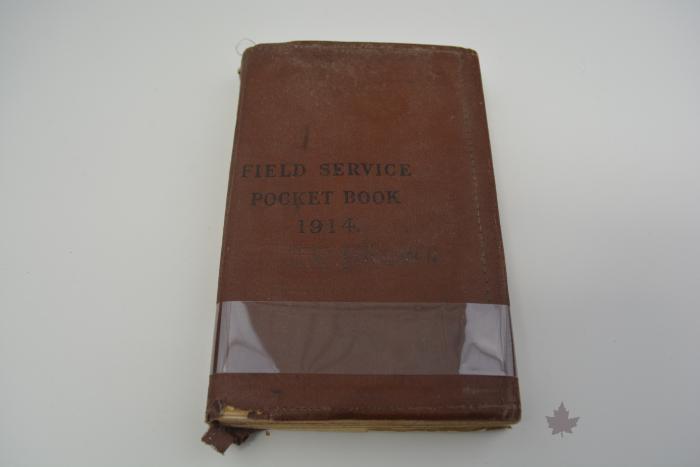 FIELD SERVICE
POCKET BOOK
1914.